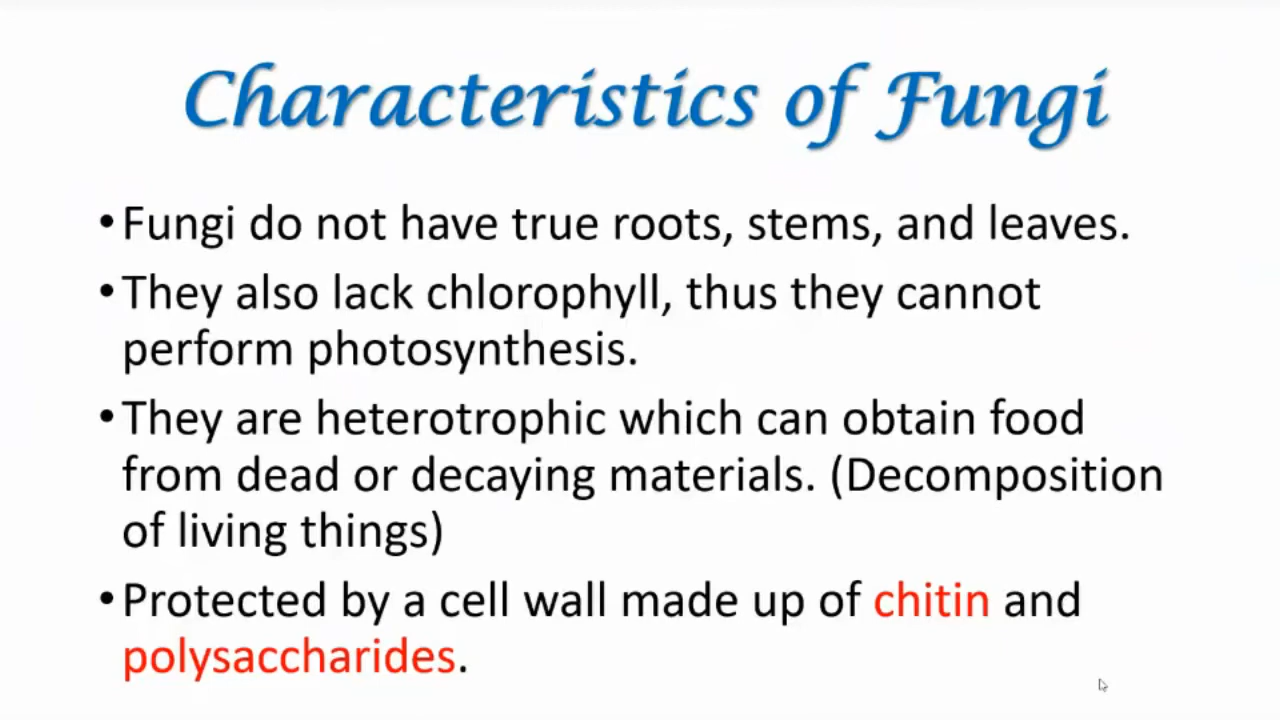 Characteristics of Fungi
•Fungi do not have true roots, stems, and leaves.
•They also lack chlorophyll, thus they cannot
perform photosynthesis.
•They are heterotrophic which can obtain food
from dead or decaying materials. (Decomposition
of living things)
•Protected by a cell wall made up of chitin and
polysaccharides.